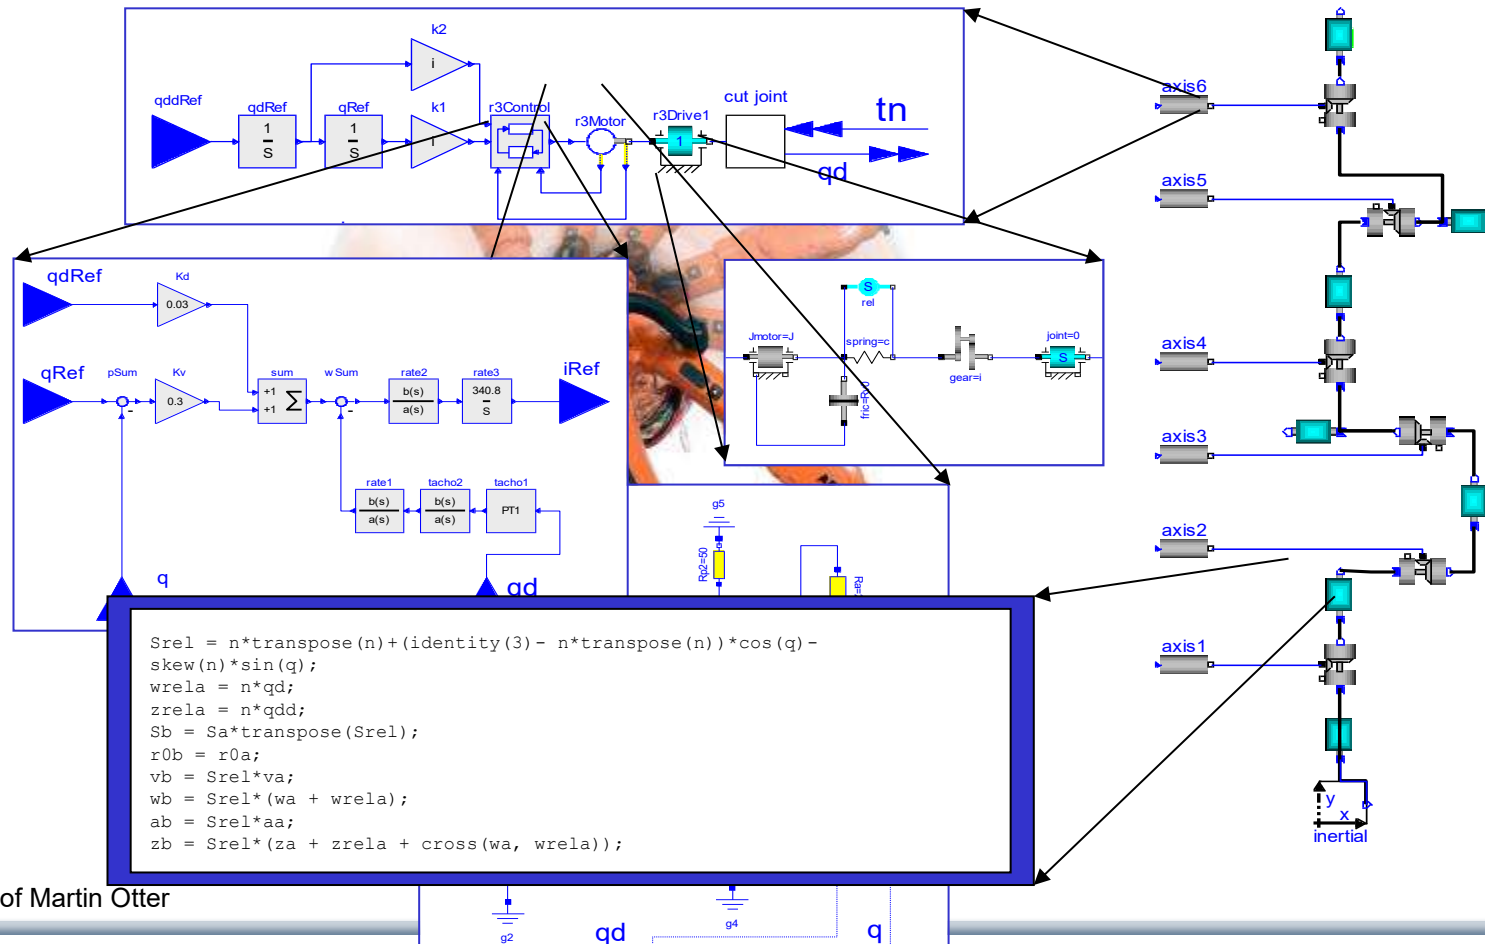 k2
i
qddRef
qdRef
1
S
qRef
1
S
k1
i
r3Control
r3Motor
r3Drive1
1
cut joint
tn
qd
axis6
axis5
axis4
axis3
axis2
axis1
y
x
inertial
qdRef
Kd
0.03
qRef
pSum
-
Kv
0.3
sum
+1
+1
Σ
wSum
-
rate2
b(s)
a(s)
rate3
340.8
S
iRef
rate1
b(s)
a(s)
tacho2
b(s)
a(s)
tacho1
PT1
q
qd
S
rel
Jmotor=J
spring=c
gear=i
joint=0
S
g5
Rp2=50
Srel = n*transpose(n)+(identity(3)- n*transpose(n))*cos(q)-
skew(n)*sin(q);
wrela = n*qd;
zrela = n*qdd;
Sb = Sa*transpose(Srel);
r0b = r0a;
vb = Srel*va;
wb = Srel*(wa + wrela);
ab = Srel*aa;
zb = Srel*(za + zrela + cross(wa, wrela));
of Martin Otter
g2
qd
g4
q